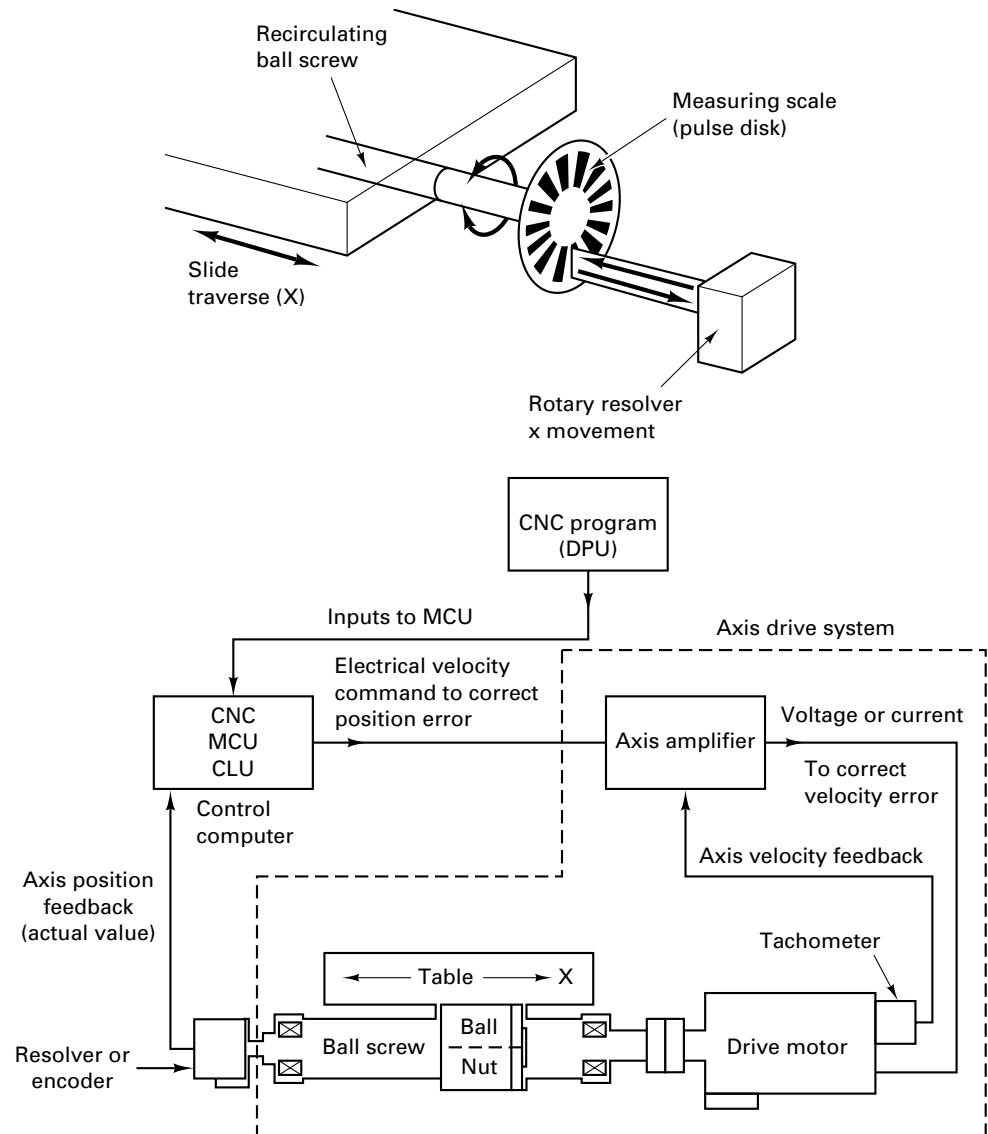 Recirculating
ball screw
Measuring scale
(pulse disk)
Slide
traverse (X)
Rotary resolver
x movement
CNC program
(DPU)
Inputs to MCU
Axis drive system
Electrical velocity
command to correct
position error
CNC
MCU
CLU
Axis amplifier
Voltage or current
To correct
velocity error
Control
computer
Axis velocity feedback
Axis position
feedback
(actual value)
Tachometer
Table X
Ball
Nut
Ball screw
Drive motor
Resolver or
encoder